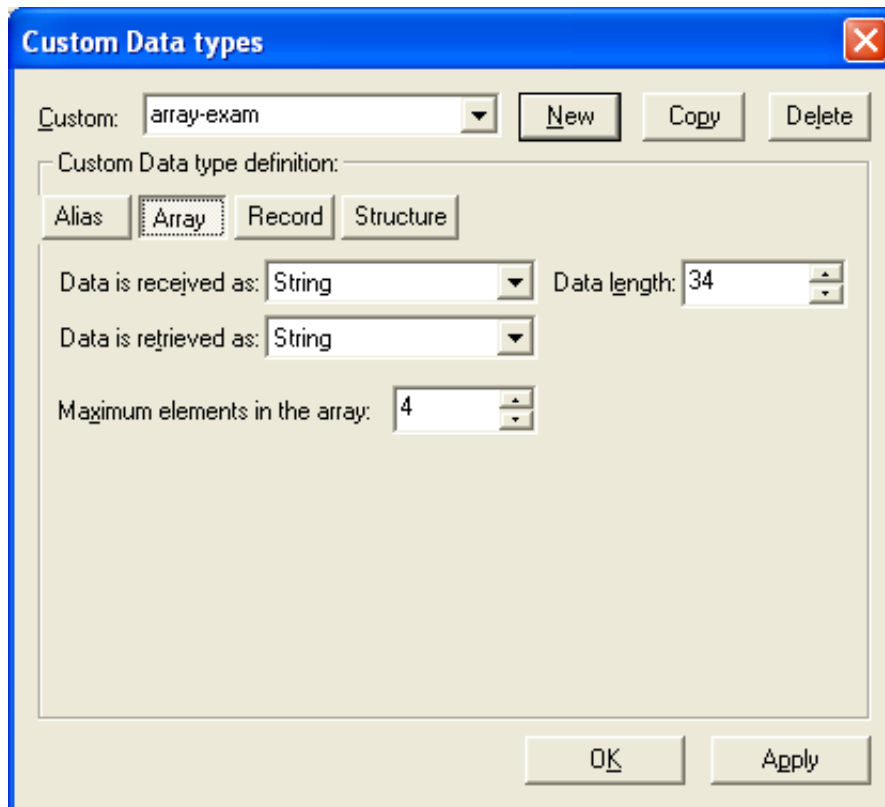 Custom Data types
Custom: array-exam New Copy Delete
Custom Data type definition:
Alias Array Record Structure
Data is received as: String Data length: 34
Data is retrieved as: String
Maximum elements in the array: 4
OK Apply